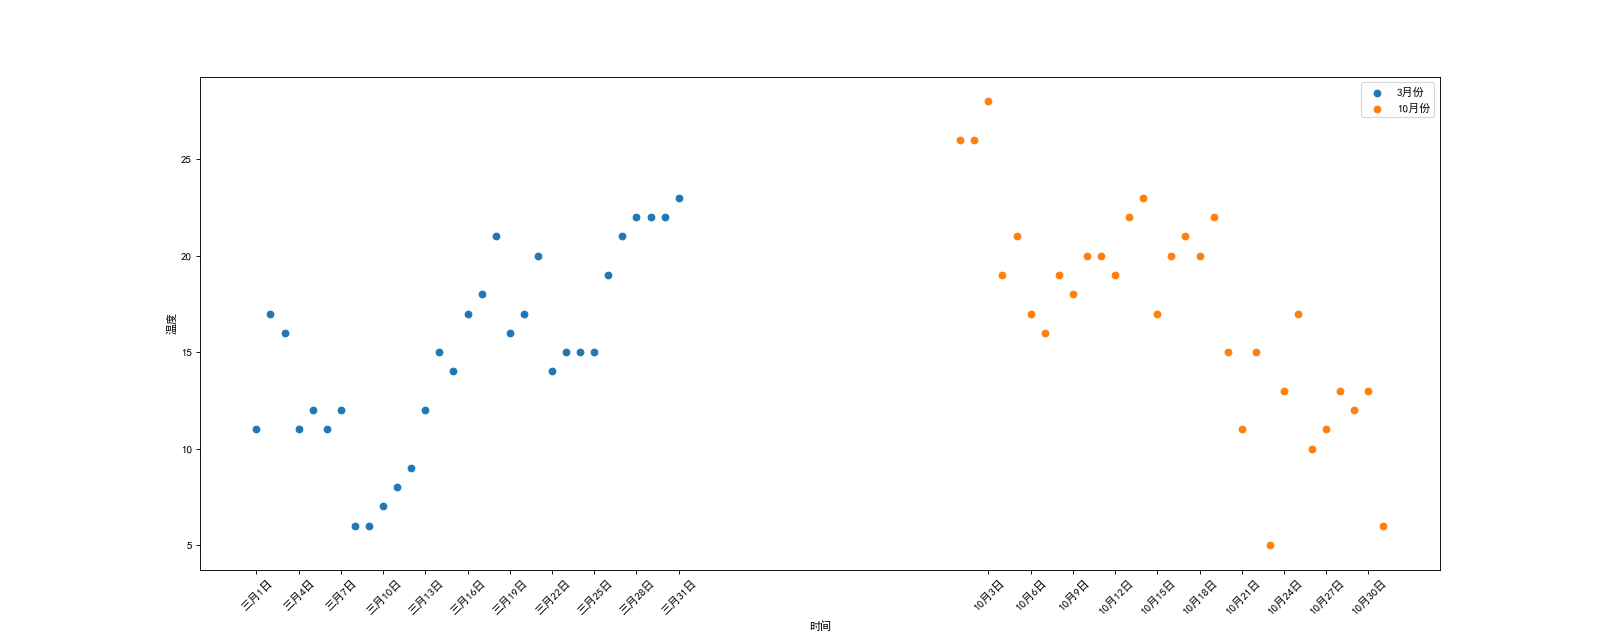 3月份
10月份
25
20
15
10
5
温度
三月1日
三月4日
三月7日
三月10日
三月13日
三月16日
三月19日
三月22日
三月25日
三月28日
三月31日
10月3日
10月6日
10月9日
10月12日
10月15日
10月18日
10月21日
10月24日
10月27日
10月30日
时间